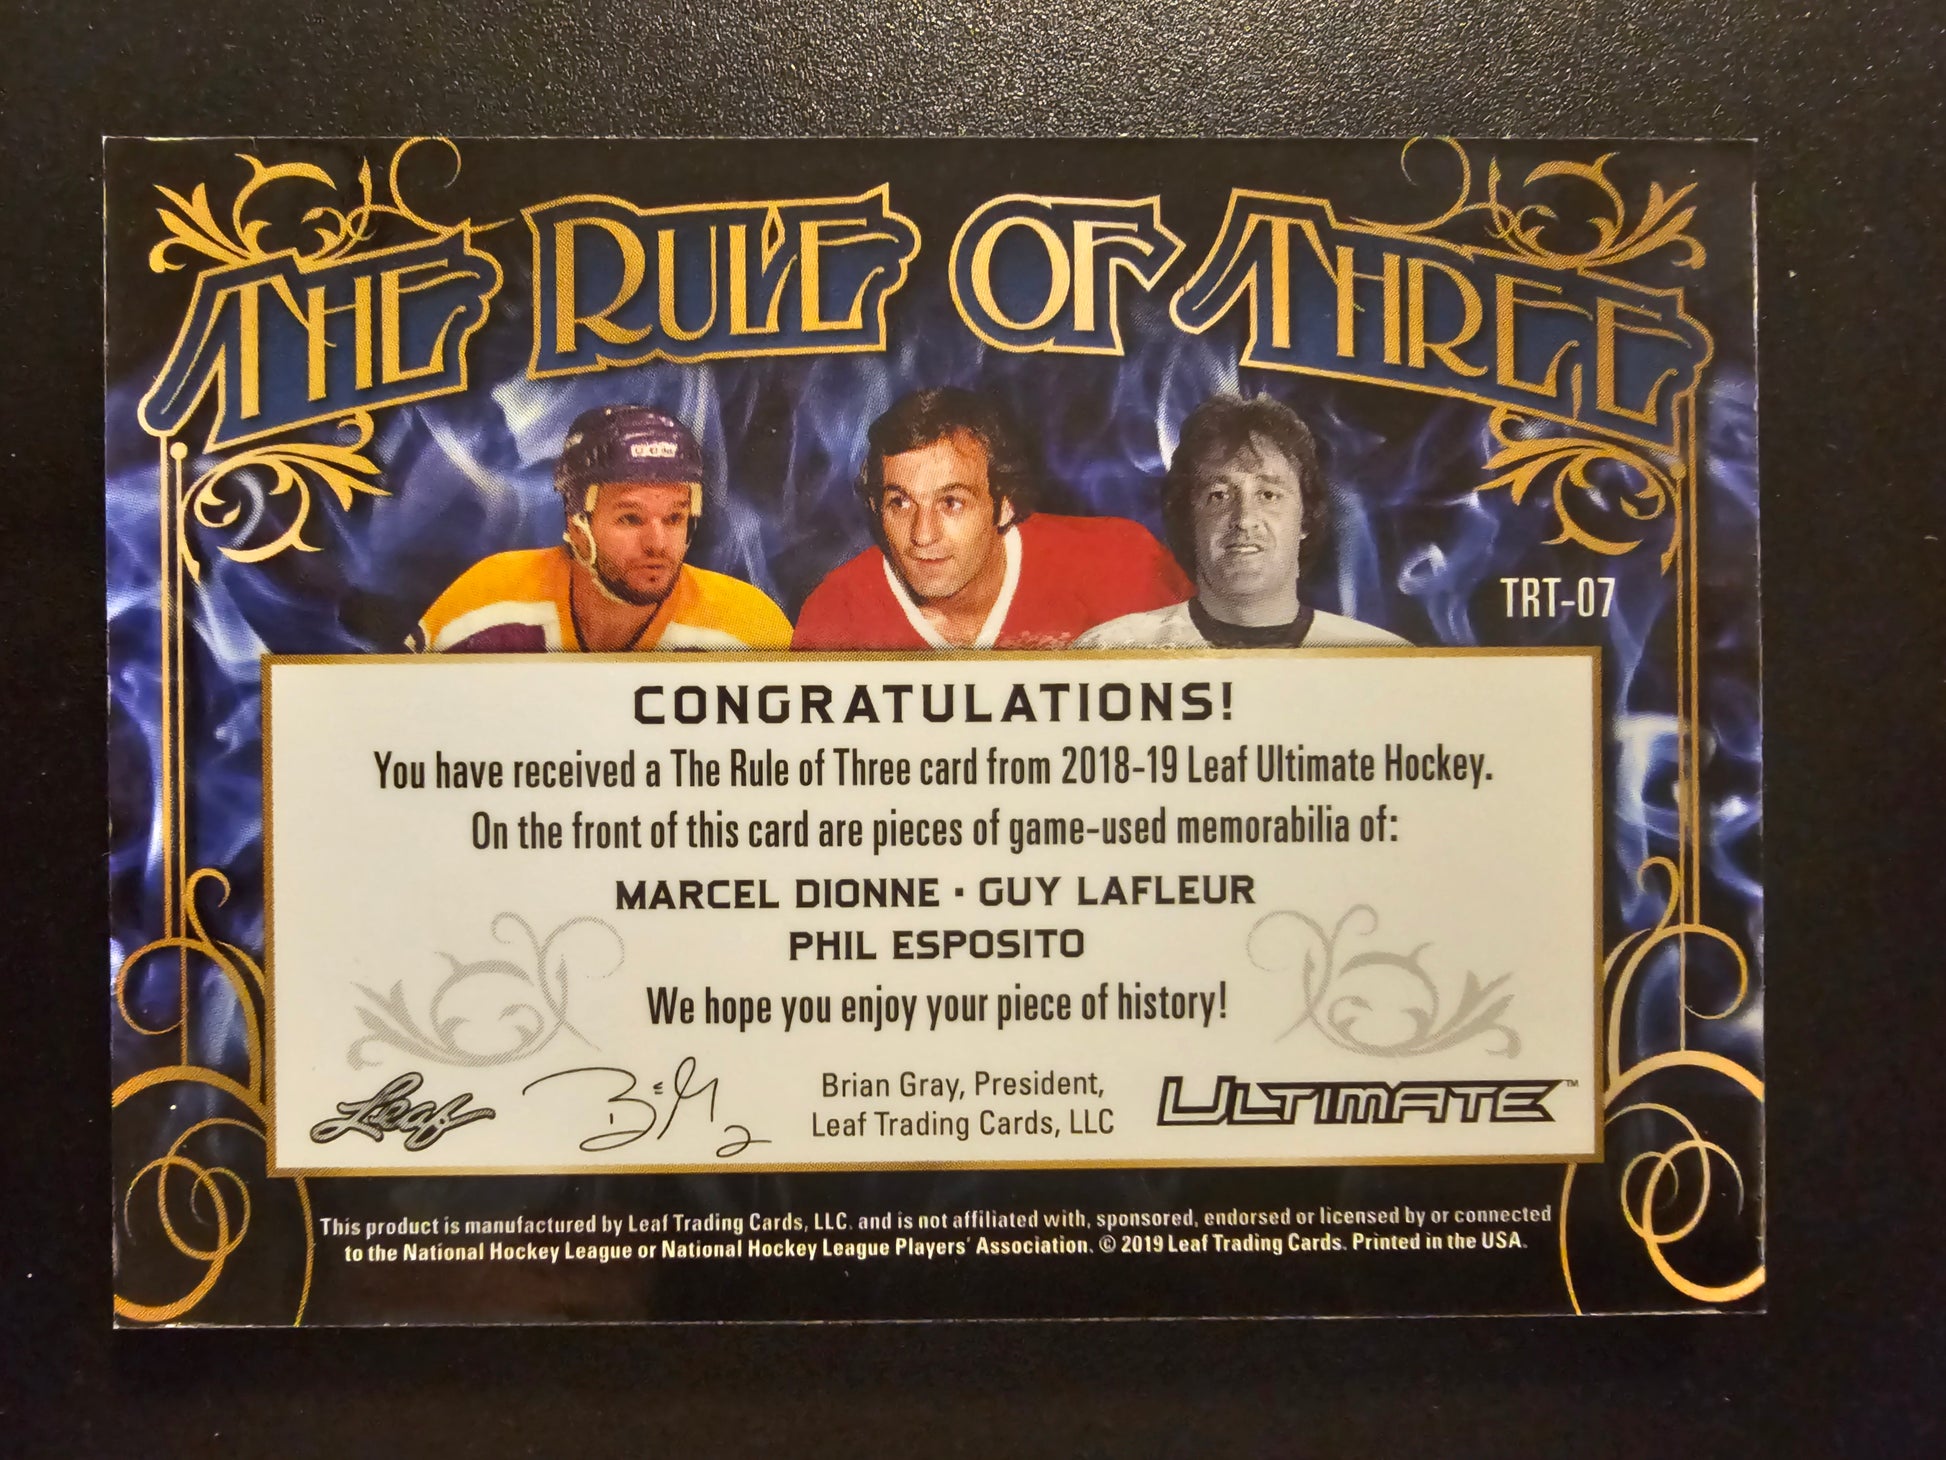 THE RULE OF THREE
TRT-07
CONGRATULATIONS!
You have received a The Rule of Three card from 2018-19 Leaf Ultimate Hockey.
On the front of this card are pieces of game-used memorabilia of:
MARCEL DIONNE · GUY LAFLEUR
PHIL ESPOSITO
We hope you enjoy your piece of history!
Leaf
Brian Gray, President,
Leaf Trading Cards, LLC
ULTIMATE™
This product is manufactured by Leaf Trading Cards, LLC. and is not affiliated with, sponsored, endorsed or licensed by or connected
to the National Hockey League or National Hockey League Players' Association. © 2019 Leaf Trading Cards. Printed in the USA.